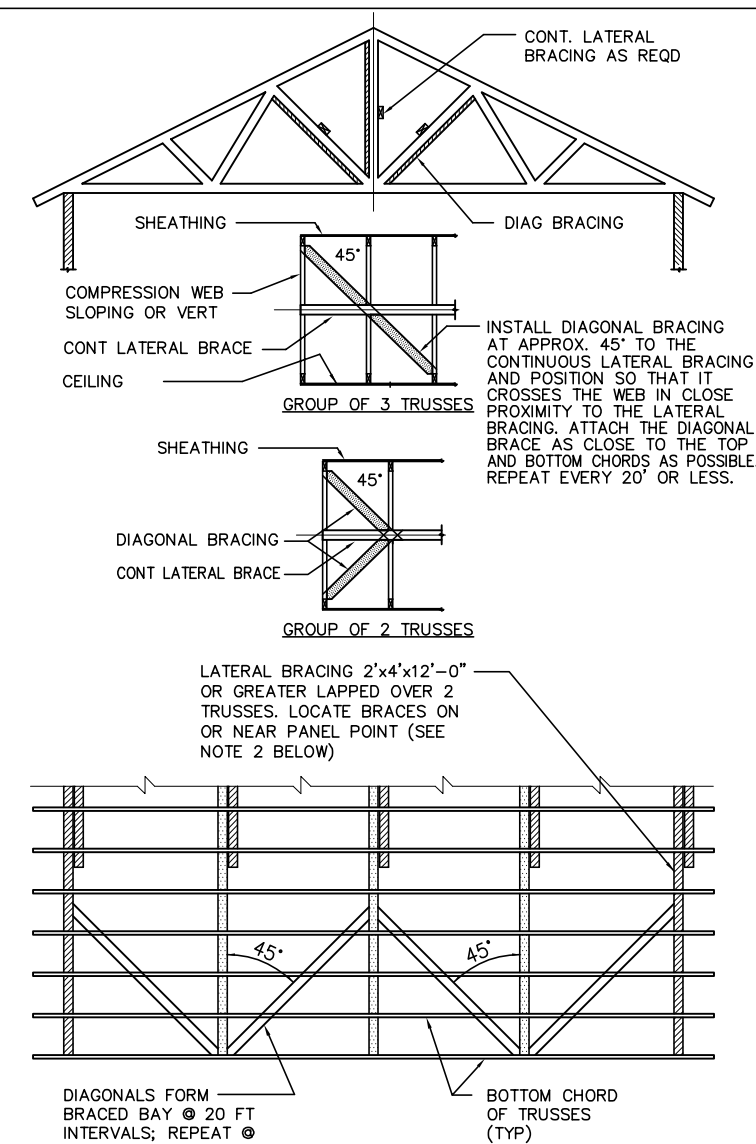 CONT. LATERAL
BRACING AS REQD
SHEATHING
DIAG BRACING
45°
COMPRESSION WEB
SLOPING OR VERT
CONT LATERAL BRACE
CEILING
GROUP OF 3 TRUSSES
INSTALL DIAGONAL BRACING
AT APPROX. 45° TO THE
CONTINUOUS LATERAL BRACING
AND POSITION SO THAT IT
CROSSES THE WEB IN CLOSE
PROXIMITY TO THE LATERAL
BRACING. ATTACH THE DIAGONAL
BRACE AS CLOSE TO THE TOP
AND BOTTOM CHORDS AS POSSIBLE.
REPEAT EVERY 20' OR LESS.
SHEATHING
45°
DIAGONAL BRACING
CONT LATERAL BRACE
GROUP OF 2 TRUSSES
LATERAL BRACING 2'x4'x12'-0"
OR GREATER LAPPED OVER 2
TRUSSES. LOCATE BRACES ON
OR NEAR PANEL POINT (SEE
NOTE 2 BELOW)
45°
45°
DIAGONALS FORM
BRACED BAY @ 20 FT
INTERVALS; REPEAT @
BOTTOM CHORD
OF TRUSSES
(TYP)